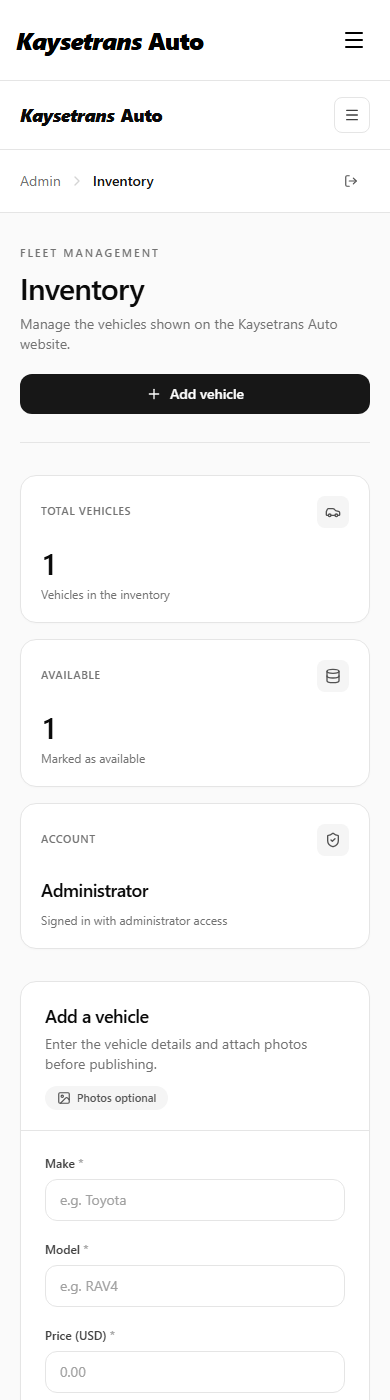 Kaysetrans Auto
Kaysetrans Auto
Admin Inventory
FLEET MANAGEMENT
Inventory
Manage the vehicles shown on the Kaysetrans Auto
website.
Add vehicle
TOTAL VEHICLES
1
Vehicles in the inventory
AVAILABLE
1
Marked as available
ACCOUNT
Administrator
Signed in with administrator access
Add a vehicle
Enter the vehicle details and attach photos
before publishing.
Photos optional
Make *
e.g. Toyota
Model *
e.g. RAV4
Price (USD) *
0.00